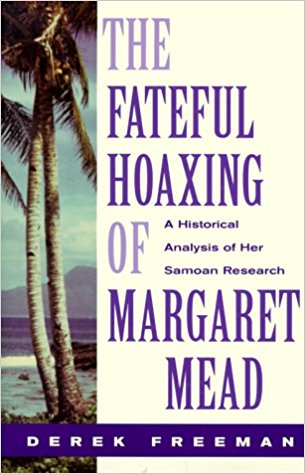 THE
FATEFUL
HOAXING
OF
A Historical
Analysis of Her
Samoan Research
MARGARET
MEAD
DEREK FREEMAN